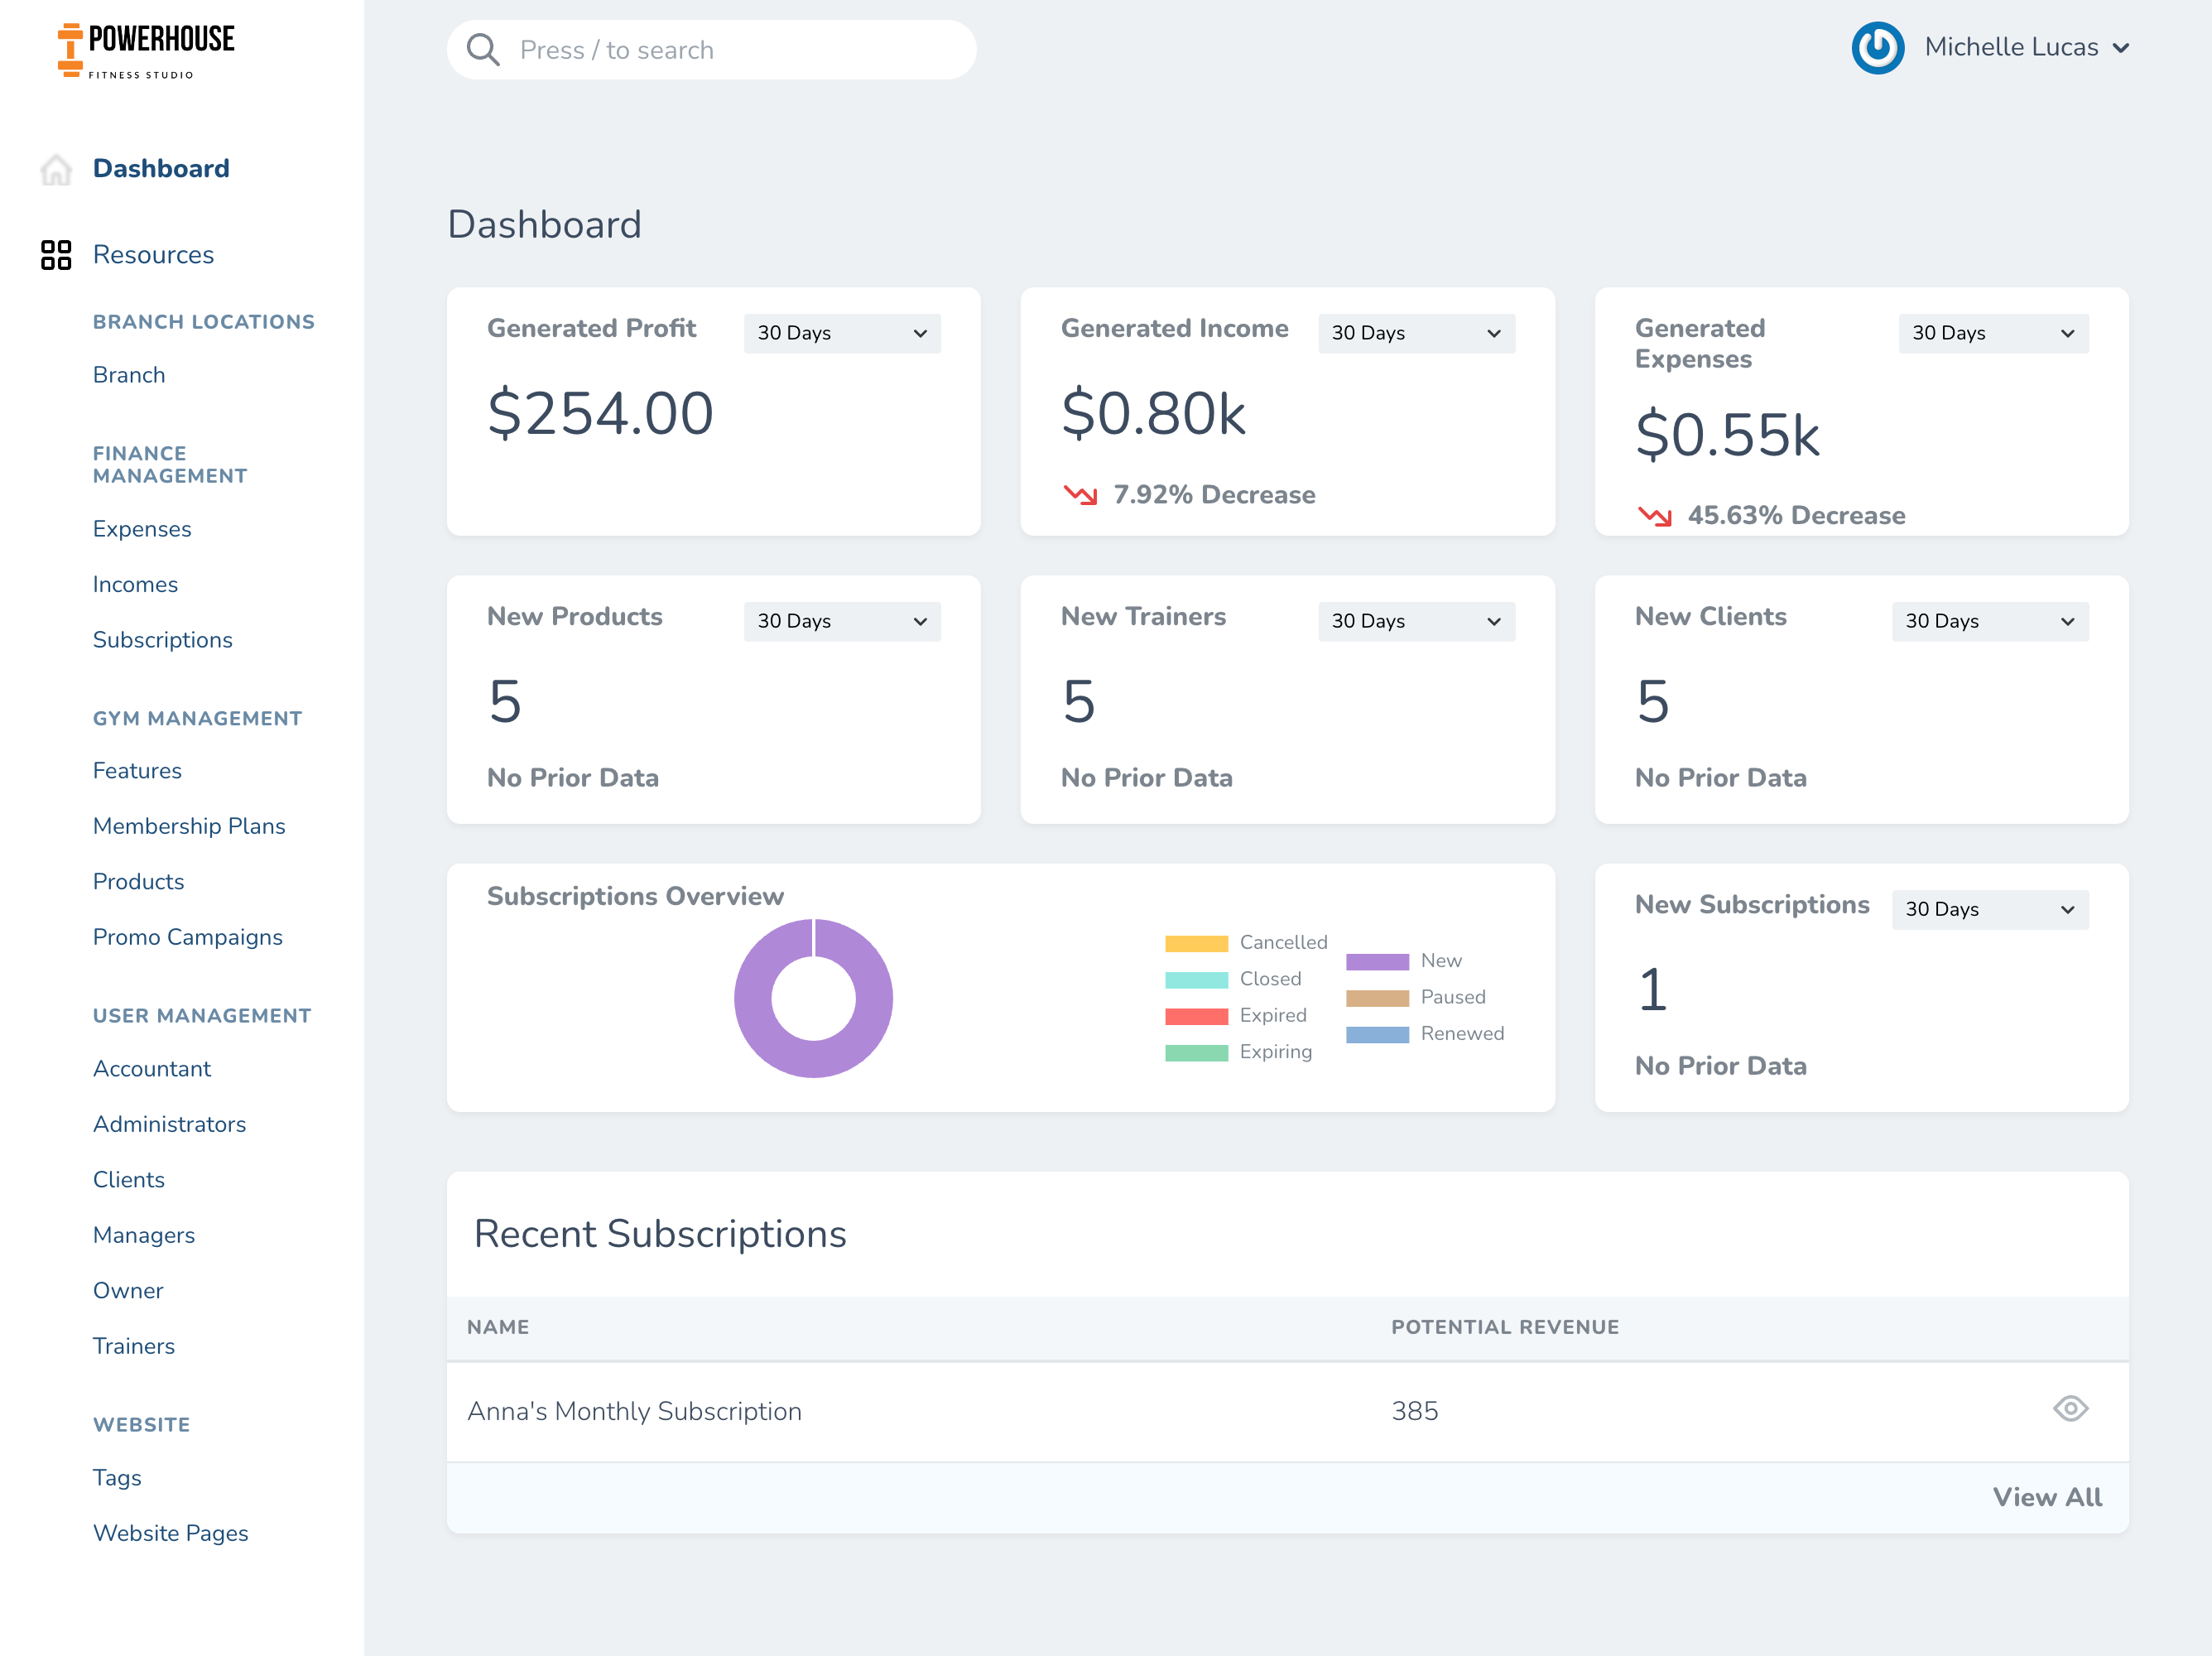 POWERHOUSE
FITNESS STUDIO
Press / to search
Michelle Lucas
Dashboard
Resources
BRANCH LOCATIONS
Branch
FINANCE
MANAGEMENT
Expenses
Incomes
Subscriptions
GYM MANAGEMENT
Features
Membership Plans
Products
Promo Campaigns
USER MANAGEMENT
Accountant
Administrators
Clients
Managers
Owner
Trainers
WEBSITE
Tags
Website Pages
Dashboard
Generated Profit
30 Days
$254.00
Generated Income
30 Days
$0.80k
7.92% Decrease
Generated
Expenses
30 Days
$0.55k
45.63% Decrease
New Products
30 Days
5
No Prior Data
New Trainers
30 Days
5
No Prior Data
New Clients
30 Days
5
No Prior Data
Subscriptions Overview
Cancelled
Closed
Expired
Expiring
New
Paused
Renewed
New Subscriptions
30 Days
1
No Prior Data
Recent Subscriptions
NAME POTENTIAL REVENUE
Anna's Monthly Subscription 385
View All